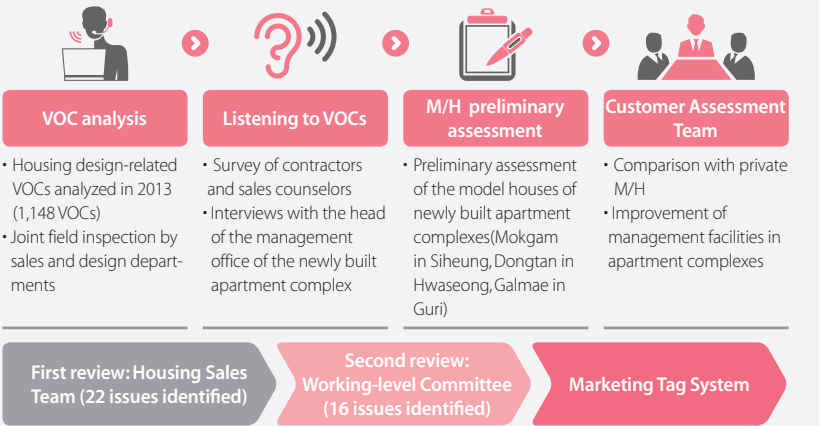 VOC analysis
• Housing design-related
VOCs analyzed in 2013
(1,148 VOCs)
• Joint field inspection by
sales and design depart-
ments
Listening to VOCs
• Survey of contractors
and sales counselors
• Interviews with the head
of the management
office of the newly built
apartment complex
M/H preliminary
assessment
• Preliminary assessment
of the model houses of
newly built apartment
complexes(Mokgam
in Siheung, Dongtan in
Hwaseong, Galmae in
Guri)
Customer Assessment
Team
• Comparison with private
M/H
• Improvement of
management facilities in
apartment complexes
First review: Housing Sales
Team (22 issues identified)
Second review:
Working-level Committee
(16 issues identified)
Marketing Tag System